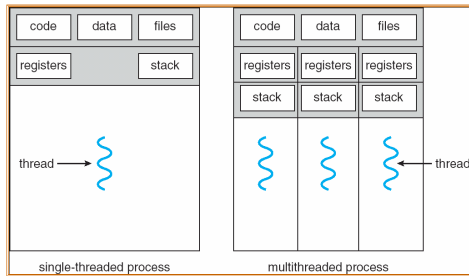 code data files
registers stack
thread
single-threaded process
code data files
registers registers registers
stack stack stack
thread
multithreaded process